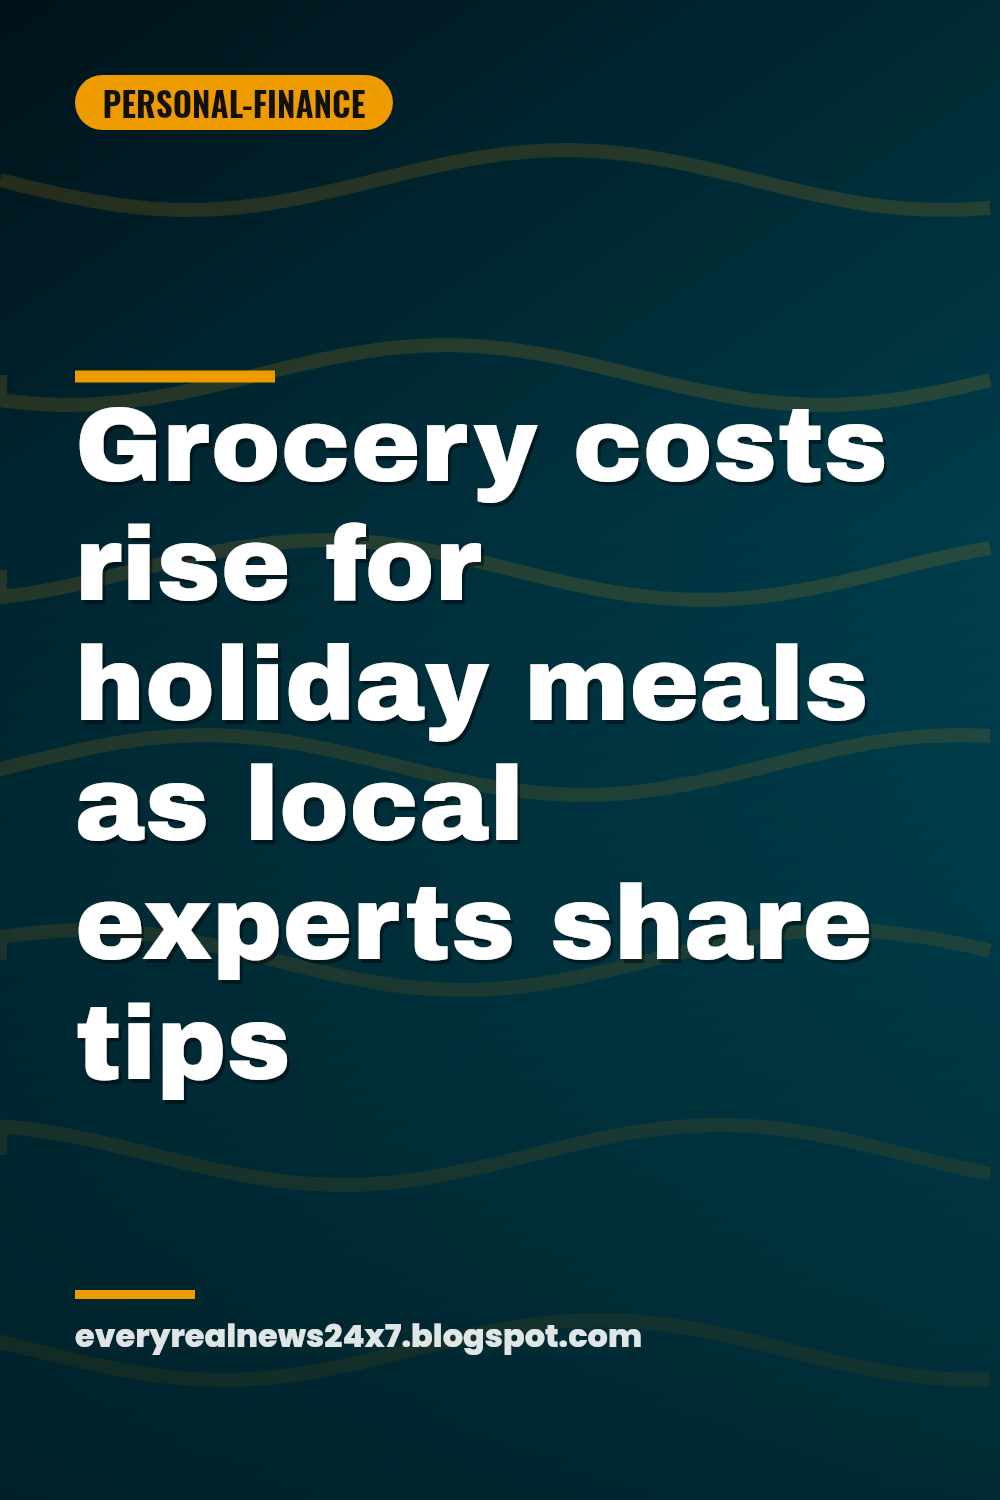 PERSONAL-FINANCE
Grocery costs
rise for
holiday meals
as local
experts share
tips
everyrealnews24x7.blogspot.com